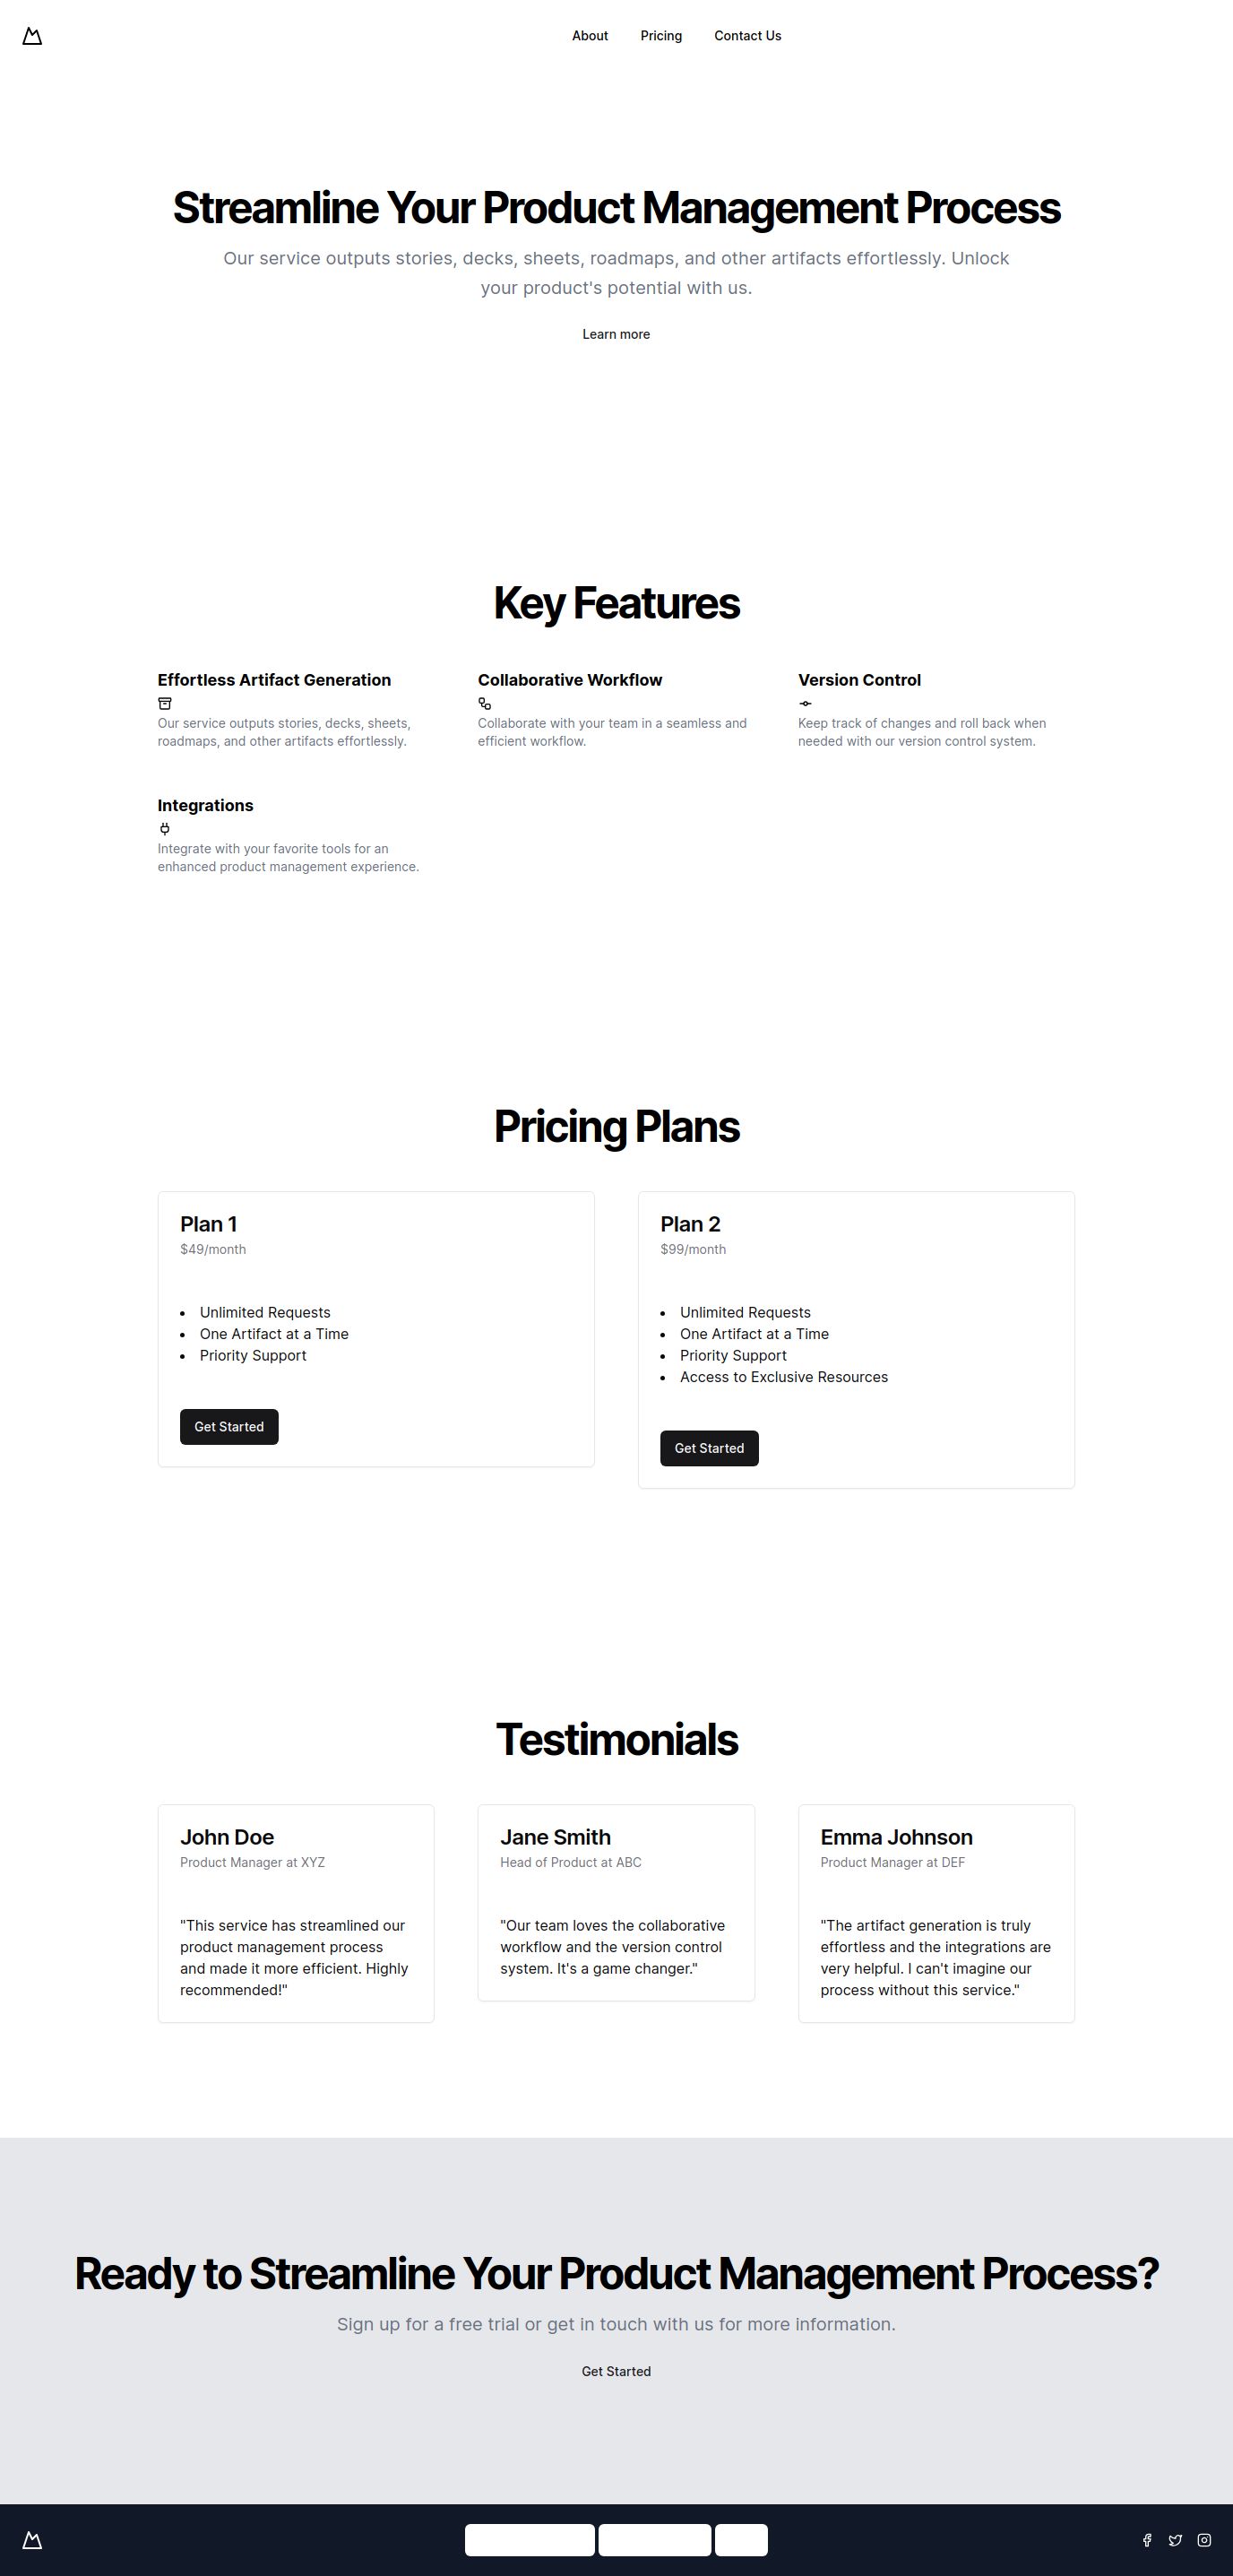 About
Pricing
Contact Us
Streamline Your Product Management Process
Our service outputs stories, decks, sheets, roadmaps, and other artifacts effortlessly. Unlock
your product's potential with us.
Learn more
Key Features
Effortless Artifact Generation
Our service outputs stories, decks, sheets,
roadmaps, and other artifacts effortlessly.
Collaborative Workflow
Collaborate with your team in a seamless and
efficient workflow.
Version Control
Keep track of changes and roll back when
needed with our version control system.
Integrations
Integrate with your favorite tools for an
enhanced product management experience.
Pricing Plans
Plan 1
$49/month
• Unlimited Requests
• One Artifact at a Time
• Priority Support
Get Started
Plan 2
$99/month
• Unlimited Requests
• One Artifact at a Time
• Priority Support
• Access to Exclusive Resources
Get Started
Testimonials
John Doe
Product Manager at XYZ
"This service has streamlined our
product management process
and made it more efficient. Highly
recommended!"
Jane Smith
Head of Product at ABC
"Our team loves the collaborative
workflow and the version control
system. It's a game changer."
Emma Johnson
Product Manager at DEF
"The artifact generation is truly
effortless and the integrations are
very helpful. I can't imagine our
process without this service."
Ready to Streamline Your Product Management Process?
Sign up for a free trial or get in touch with us for more information.
Get Started